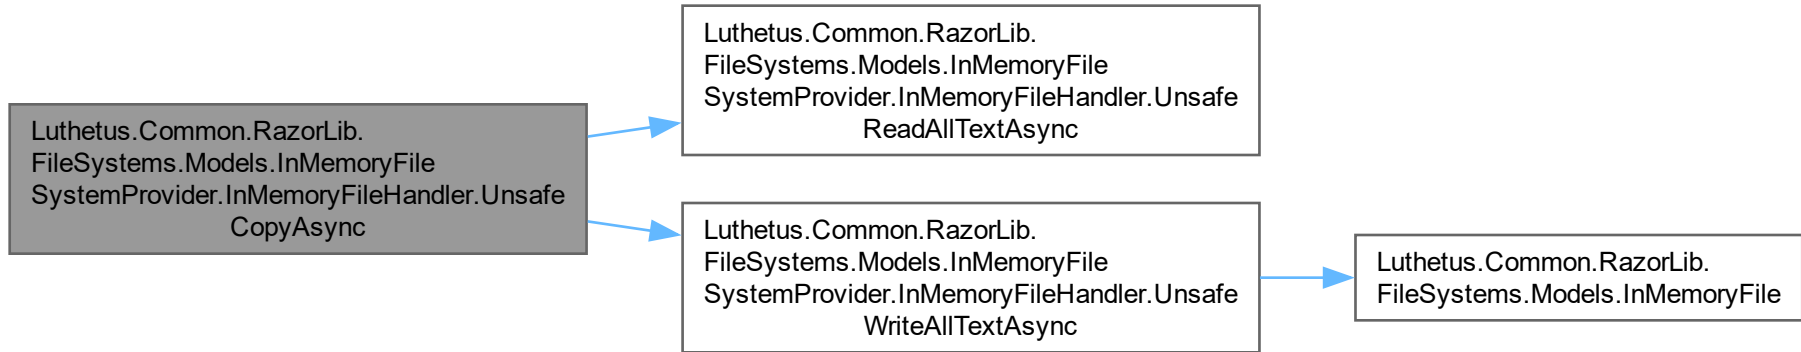 Luthetus.Common.RazorLib.
FileSystems.Models.InMemoryFile
SystemProvider.InMemoryFileHandler.Unsafe
CopyAsync
Luthetus.Common.RazorLib.
FileSystems.Models.InMemoryFile
SystemProvider.InMemoryFileHandler.Unsafe
ReadAllTextAsync
Luthetus.Common.RazorLib.
FileSystems.Models.InMemoryFile
SystemProvider.InMemoryFileHandler.Unsafe
WriteAllTextAsync
Luthetus.Common.RazorLib.
FileSystems.Models.InMemoryFile